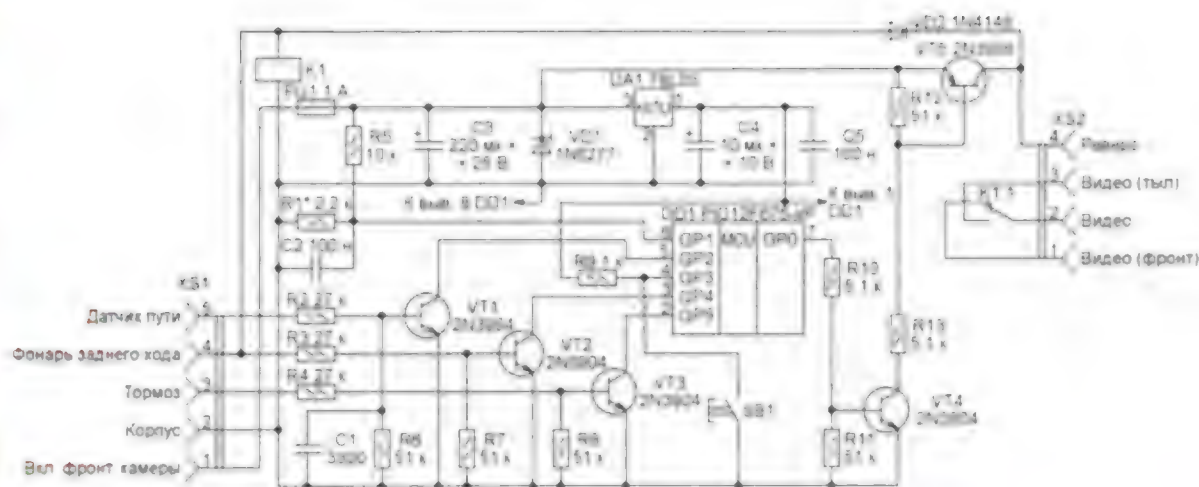 K1
FU1 1 А
R5
10 к
C3
220 мк ×
× 25 В
VD1
DA1
C4
10 мк ×
× 10 В
C5
100 н
VD2 1N4148
R12
51 к
XS2
4
3
2
1
Видео (тыл)
Видео
Видео (фронт)
K1.1
R1* 2,2 к
C2 100 н
К выв. 8 DD1
К выв. 1
DD1
GP1
GP2
GP3
GP4
GP5
MCU
GP0
7
R9 1 к
R10
5,1 к
R13
5,1 к
XS1
5
4
3
2
1
Датчик пути
Фонарь заднего хода
Тормоз
Корпус
Вкл фронт камеры
R2 27 к
R3 27 к
R4 27 к
VT1
2N3904
VT2
2N3904
VT3
2N3904
VT4
2N3904
SB1
C1
3300
R6
51 к
R7
51 к
R8
51 к
R11
51 к